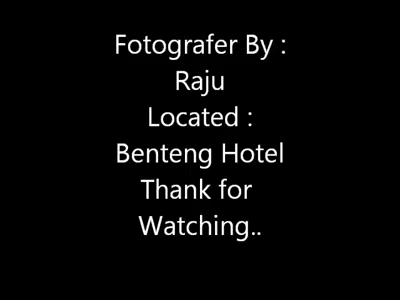 Fotografer By :
Raju
Located :
Benteng Hotel
Thank for
Watching..